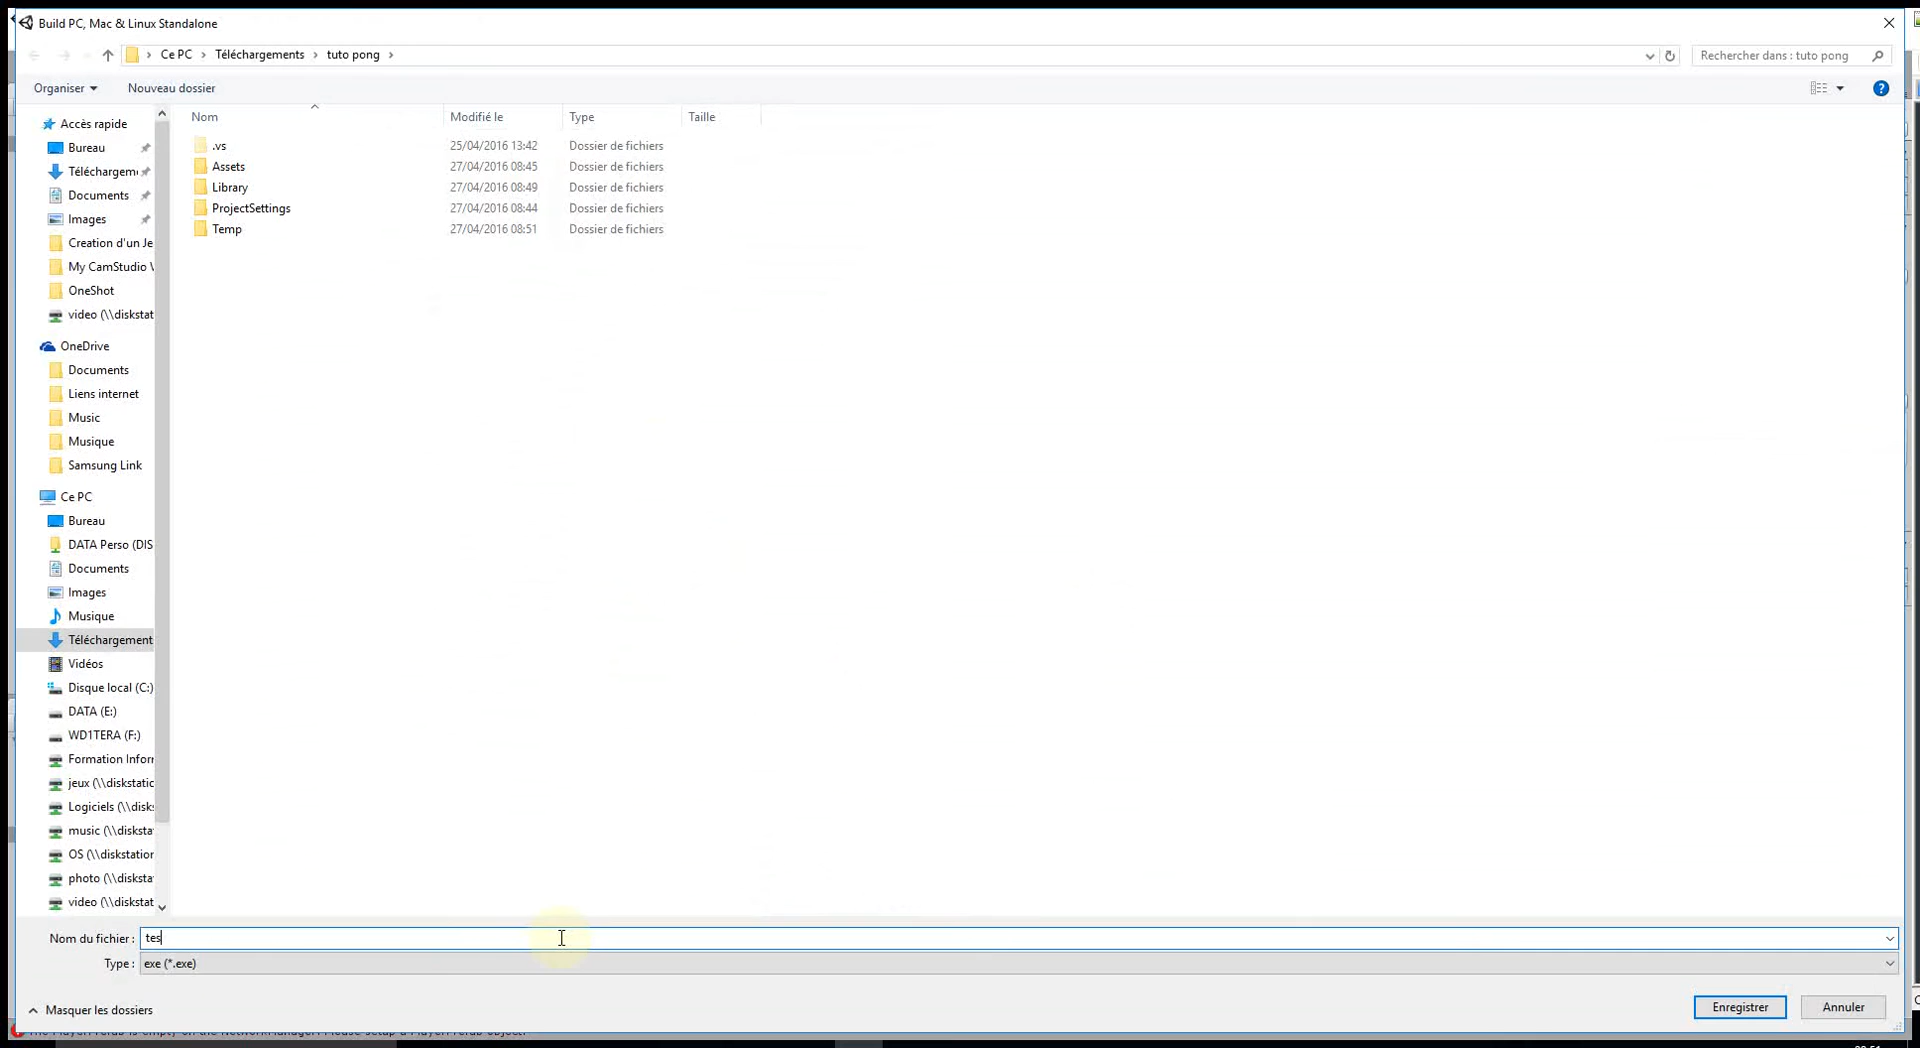 Build PC, Mac & Linux Standalone
Ce PC > Téléchargements > tuto pong >
Rechercher dans : tuto pong
Organiser
Nouveau dossier
Nom
Modifié le
Type
Taille
.vs 25/04/2016 13:42 Dossier de fichiers
Assets 27/04/2016 08:45 Dossier de fichiers
Library 27/04/2016 08:49 Dossier de fichiers
ProjectSettings 27/04/2016 08:44 Dossier de fichiers
Temp 27/04/2016 08:51 Dossier de fichiers
Accès rapide
Bureau
Téléchargem
Documents
Images
Creation d'un Je
My CamStudio V
OneShot
video (\\diskstat
OneDrive
Documents
Liens internet
Music
Musique
Samsung Link
Ce PC
Bureau
DATA Perso (DIS
Documents
Images
Musique
Téléchargement
Vidéos
Disque local (C:)
DATA (E:)
WD1TERA (F:)
Formation Infor
jeux (\\diskstatic
Logiciels (\\disks
music (\\disksta
OS (\\diskstation
photo (\\disksta
video (\\diskstat
Nom du fichier : tes
Type : exe (*.exe)
Masquer les dossiers
Enregistrer
Annuler